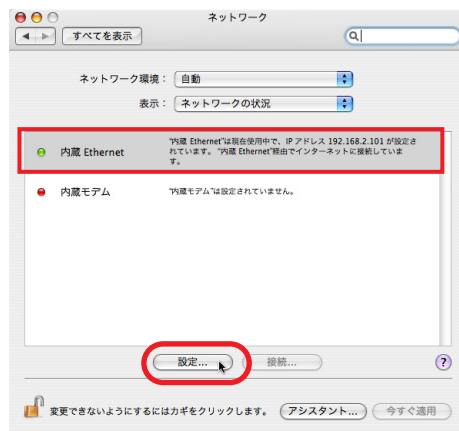 ネットワーク
すべてを表示
ネットワーク環境： 自動
表示： ネットワークの状況
内蔵 Ethernet
"内蔵 Ethernet"は現在使用中で、IP アドレス 192.168.2.101 が設定さ
れています。"内蔵 Ethernet"経由でインターネットに接続していま
す。
内蔵モデム
"内蔵モデム"は設定されていません。
設定...
接続...
?
変更できないようにするにはカギをクリックします。
アシスタント...
今すぐ適用